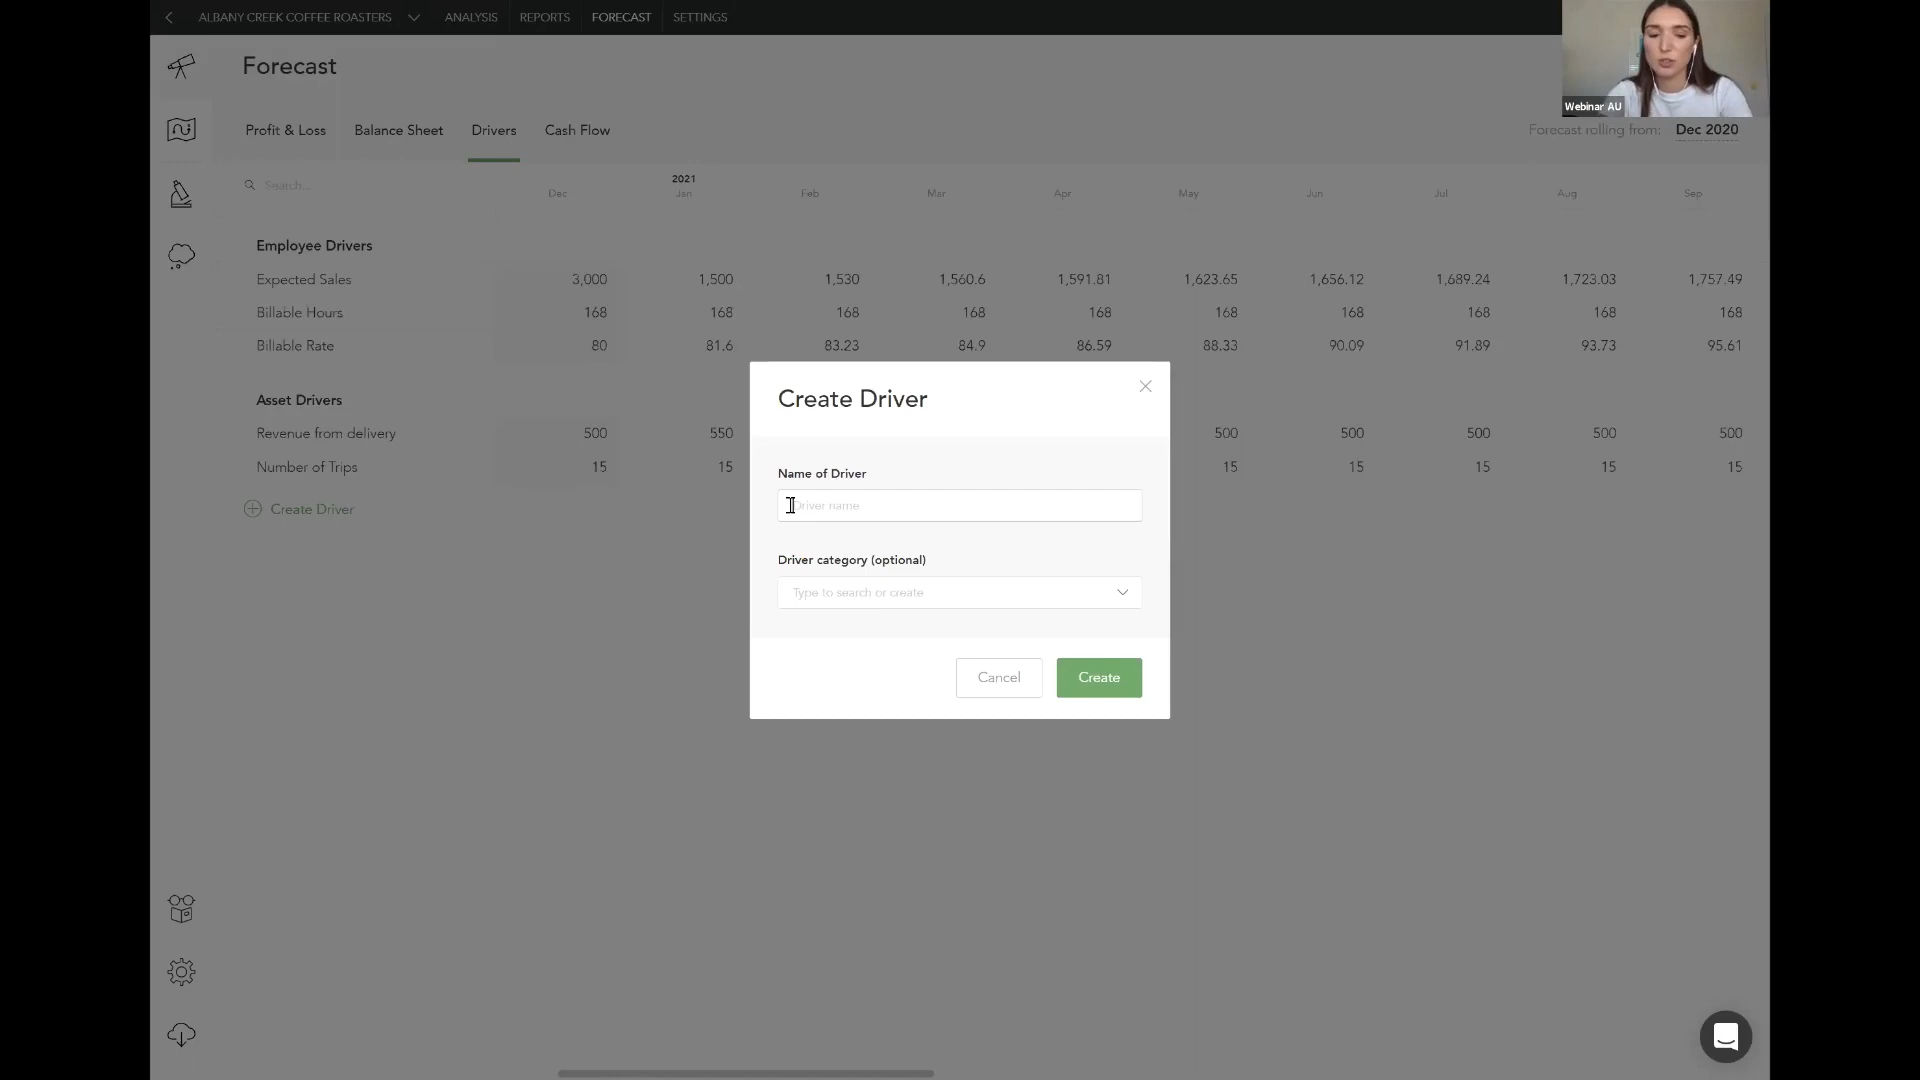 ALBANY CREEK COFFEE ROASTERS ANALYSIS REPORTS FORECAST SETTINGS
Webinar AU
Forecast
Profit & Loss Balance Sheet Drivers Cash Flow Forecast rolling from: Dec 2020
2021
Search... Dec Jan Feb Mar Apr May Jun Jul Aug Sep
Employee Drivers
Expected Sales 3,000 1,500 1,530 1,560.6 1,591.81 1,623.65 1,656.12 1,689.24 1,723.03 1,757.49
Billable Hours 168 168 168 168 168 168 168 168 168 168
Billable Rate 80 81.6 83.23 84.9 86.59 88.33 90.09 91.89 93.73 95.61
Asset Drivers
Revenue from delivery 500 550 500 500 500 500 500
Number of Trips 15 15 15 15 15 15 15
Create Driver
Create Driver
Name of Driver
Driver name
Driver category (optional)
Type to search or create
Cancel Create